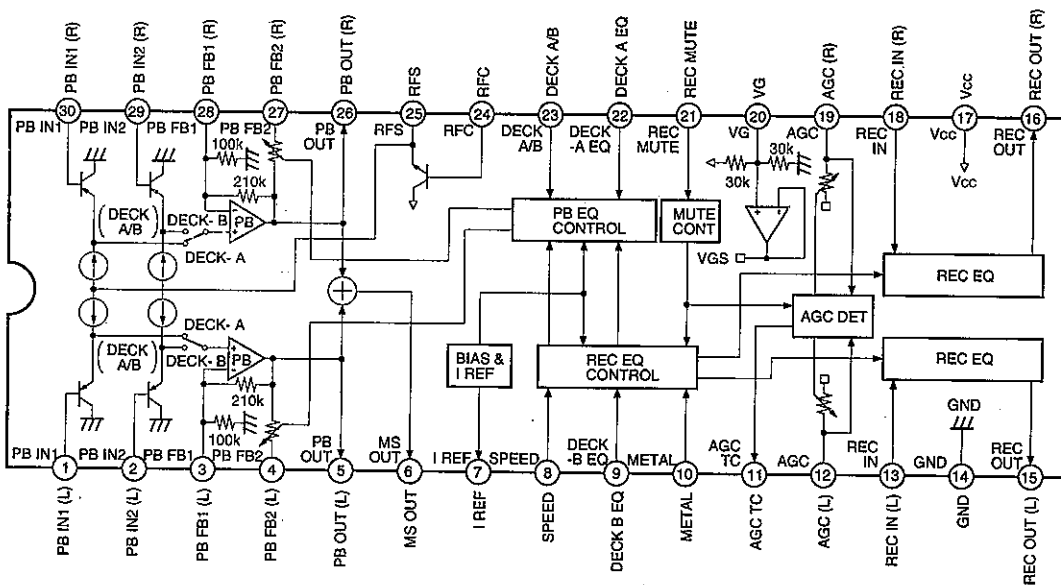 PB IN1 (R)
PB IN2 (R)
PB FB1 (R)
PB FB2 (R)
PB OUT (R)
RFS
RFC
DECK A/B
DECK A EQ
REC MUTE
VG
AGC (R)
REC IN (R)
Vcc
REC OUT (R)
30
29
28
27
26
25
24
23
22
21
20
19
18
17
16
PB IN1
PB IN2
PB FB1
PB FB2
PB OUT
RFS
RFC
DECK A/B
DECK -A EQ
REC MUTE
VG
AGC
REC IN
Vcc
REC OUT
100k
210k
30k
30k
Vcc
(DECK A/B)
DECK- B
DECK- A
PB
+
-
PB EQ CONTROL
MUTE CONT
+
-
VGS
REC EQ
+
AGC DET
DECK- A
DECK- B
(DECK A/B)
PB
+
-
BIAS & I REF
REC EQ CONTROL
REC EQ
210k
100k
GND
PB IN1
PB IN2
PB FB1
PB FB2
PB OUT
MS OUT
I REF
SPEED
DECK -B EQ
METAL
AGC TC
AGC
REC IN
GND
REC OUT
1
2
3
4
5
6
7
8
9
10
11
12
13
14
15
PB IN1 (L)
PB IN2 (L)
PB FB1 (L)
PB FB2 (L)
PB OUT (L)
MS OUT
I REF
SPEED
DECK B EQ
METAL
AGC TC
AGC (L)
REC IN (L)
GND
REC OUT (L)